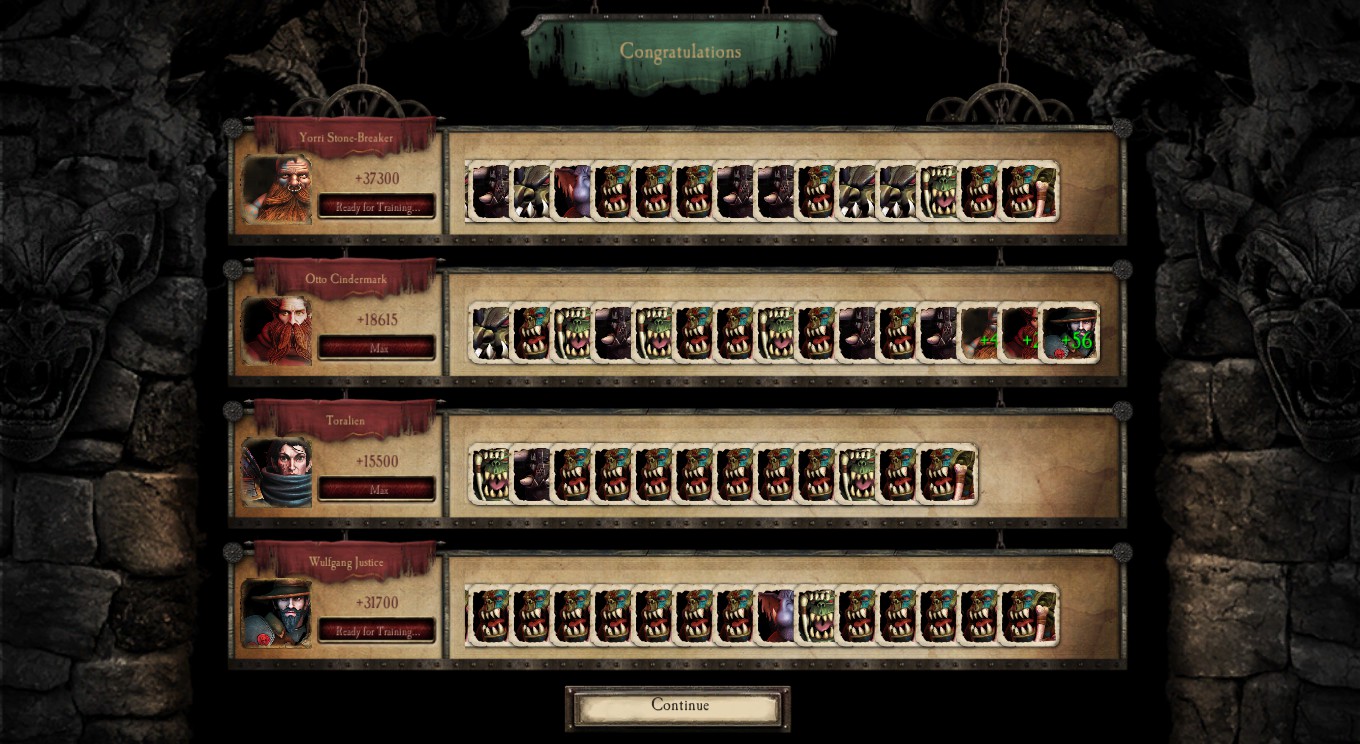 Congratulations
Yorri Stone-Breaker
+37300
Ready for Training...
Otto Cindermark
+18615
Max
+4
+56
Toralien
+15500
Max
Wulfgang Justice
+31700
Ready for Training...
Continue